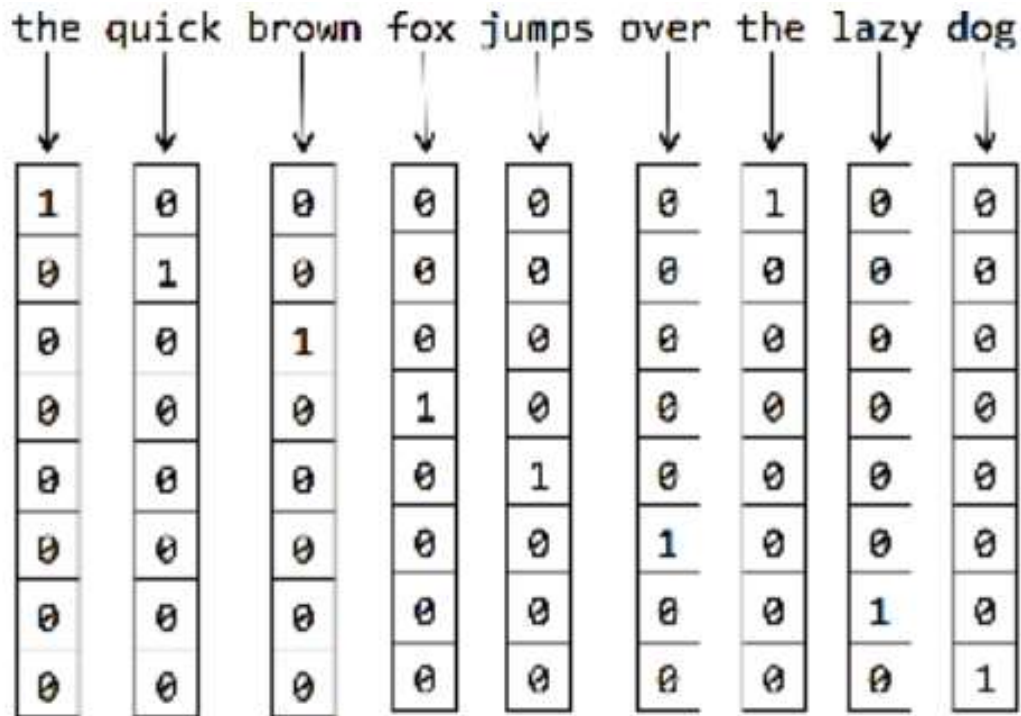 the quick brown fox jumps over the lazy dog
1 0 0 0 0 0 1 0 0
0 1 0 0 0 0 0 0 0
0 0 1 0 0 0 0 0 0
0 0 0 1 0 0 0 0 0
0 0 0 0 1 0 0 0 0
0 0 0 0 0 1 0 0 0
0 0 0 0 0 0 0 1 0
0 0 0 0 0 0 0 0 1